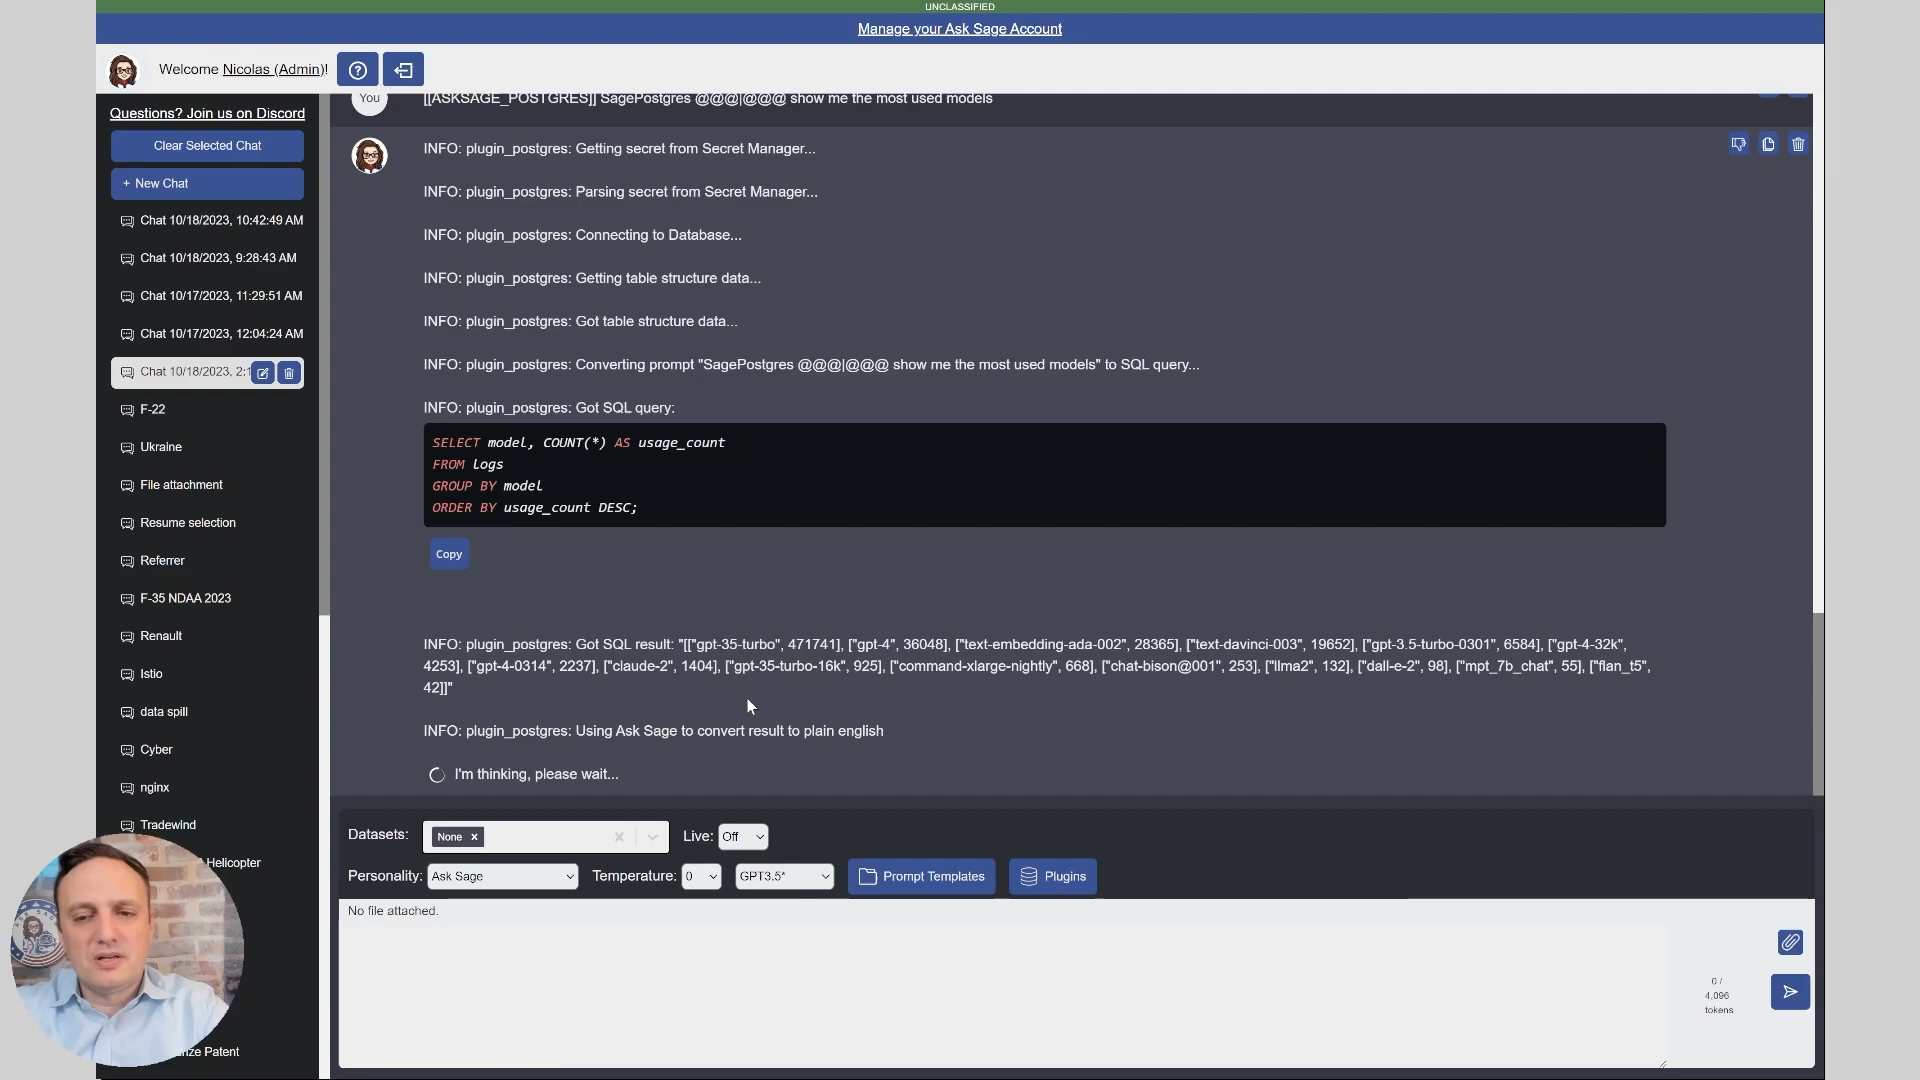 UNCLASSIFIED
Manage your Ask Sage Account
Welcome Nicolas (Admin)!
Questions? Join us on Discord
Clear Selected Chat
+ New Chat
Chat 10/18/2023, 10:42:49 AM
Chat 10/18/2023, 9:28:43 AM
Chat 10/17/2023, 11:29:51 AM
Chat 10/17/2023, 12:04:24 AM
Chat 10/18/2023, 2:1
F-22
Ukraine
File attachment
Resume selection
Referrer
F-35 NDAA 2023
Renault
Istio
data spill
Cyber
nginx
Tradewind
Helicopter
ize Patent
You
[[ASKSAGE_POSTGRES]] SagePostgres @@@|@@@ show me the most used models
INFO: plugin_postgres: Getting secret from Secret Manager...
INFO: plugin_postgres: Parsing secret from Secret Manager...
INFO: plugin_postgres: Connecting to Database...
INFO: plugin_postgres: Getting table structure data...
INFO: plugin_postgres: Got table structure data...
INFO: plugin_postgres: Converting prompt "SagePostgres @@@|@@@ show me the most used models" to SQL query...
INFO: plugin_postgres: Got SQL query:
SELECT model, COUNT(*) AS usage_count
FROM logs
GROUP BY model
ORDER BY usage_count DESC;
Copy
INFO: plugin_postgres: Got SQL result: "[["gpt-35-turbo", 471741], ["gpt-4", 36048], ["text-embedding-ada-002", 28365], ["text-davinci-003", 19652], ["gpt-3.5-turbo-0301", 6584], ["gpt-4-32k",
4253], ["gpt-4-0314", 2237], ["claude-2", 1404], ["gpt-35-turbo-16k", 925], ["command-xlarge-nightly", 668], ["chat-bison@001", 253], ["llma2", 132], ["dall-e-2", 98], ["mpt_7b_chat", 55], ["flan_t5",
42]]"
INFO: plugin_postgres: Using Ask Sage to convert result to plain english
I'm thinking, please wait...
Datasets: None × Live: Off
Personality: Ask Sage Temperature: 0 GPT3.5* Prompt Templates Plugins
No file attached.
0 /
4,096
tokens